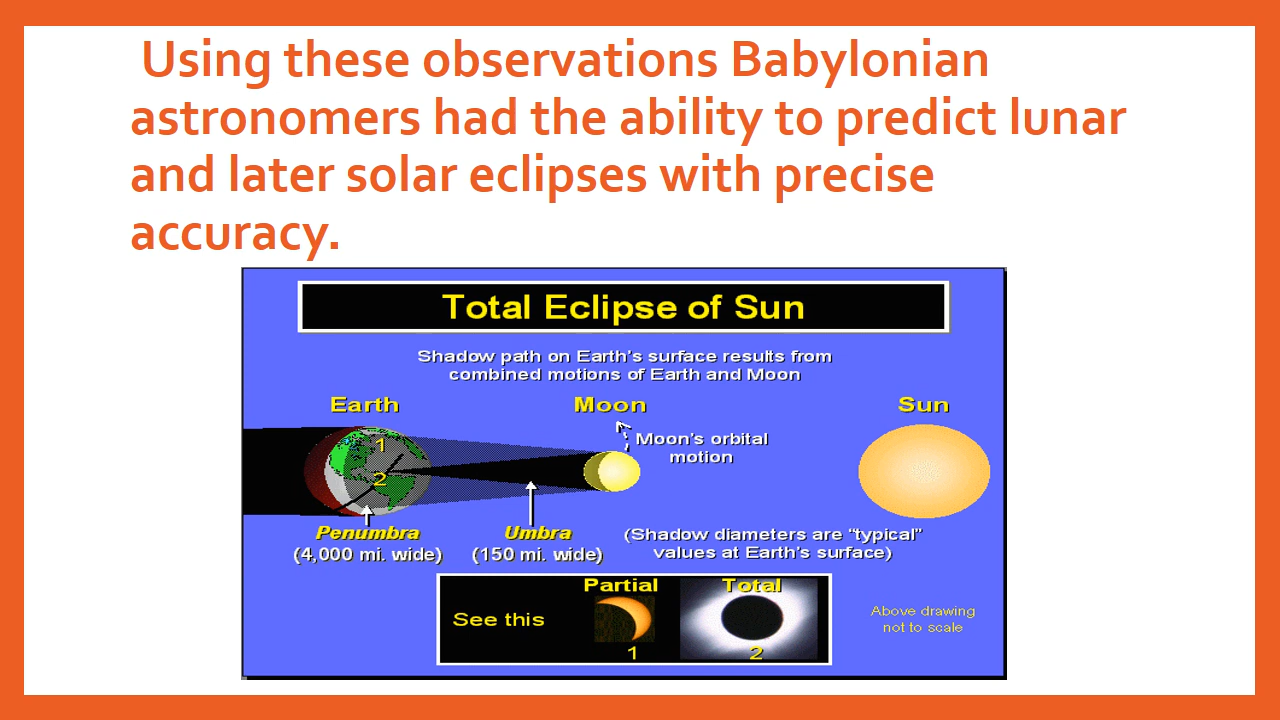 Using these observations Babylonian
astronomers had the ability to predict lunar
and later solar eclipses with precise
accuracy.
Total Eclipse of Sun
Shadow path on Earth's surface results from
combined motions of Earth and Moon
Earth
Moon
Sun
Moon's orbital
motion
1
2
Penumbra
(4,000 mi. wide)
Umbra
(150 mi. wide)
(Shadow diameters are "typical"
values at Earth's surface)
See this
Partial
1
Total
2
Above drawing
not to scale